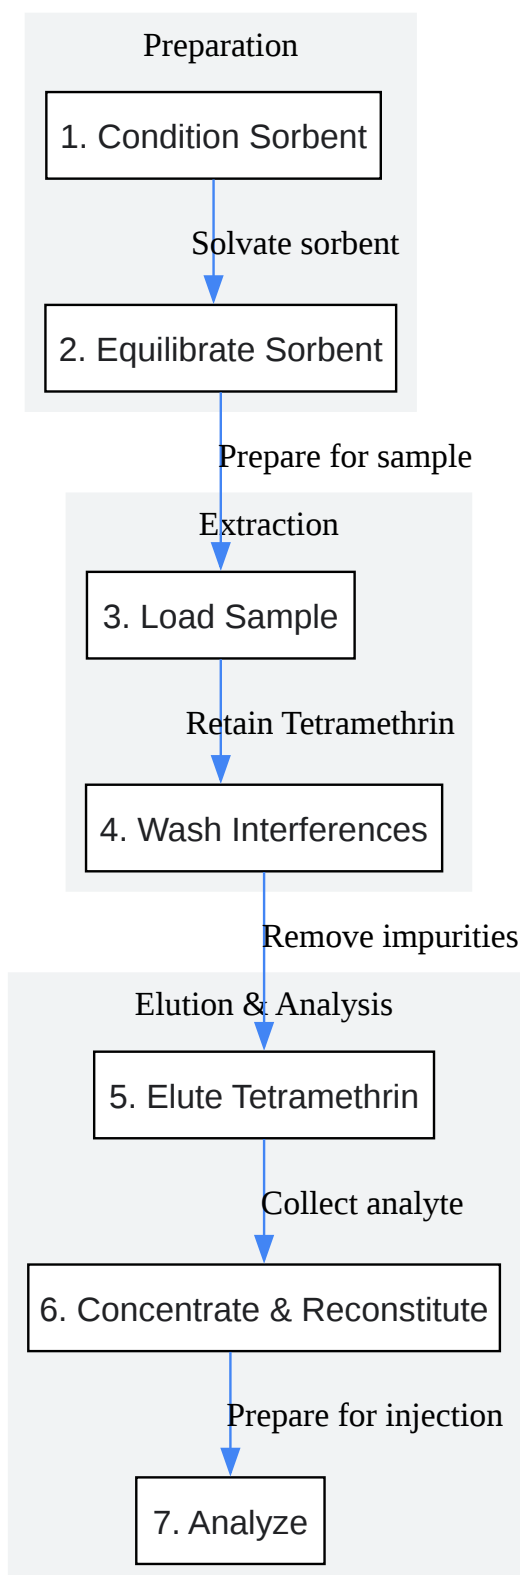 Preparation
1. Condition Sorbent
Solvate sorbent
2. Equilibrate Sorbent
Prepare for sample
Extraction
3. Load Sample
Retain Tetramethrin
4. Wash Interferences
Remove impurities
Elution & Analysis
5. Elute Tetramethrin
Collect analyte
6. Concentrate & Reconstitute
Prepare for injection
7. Analyze